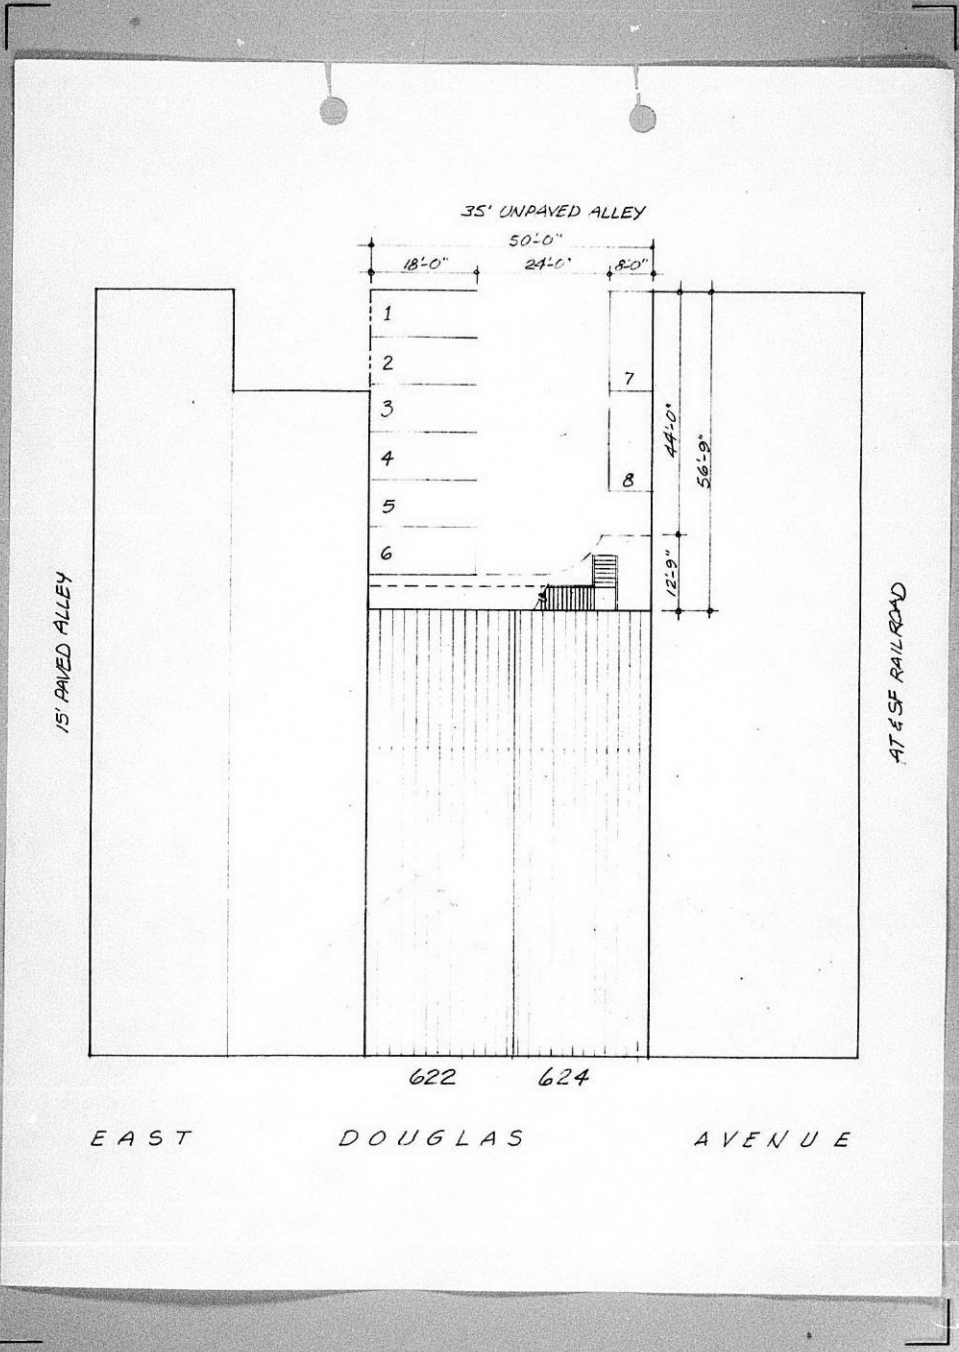 35' UNPAVED ALLEY
50'-0"
18'-0" 24'-0" 8'-0"
1
2
3
4
5
6
7
8
44'-0"
56'-9"
12'-9"
15' PAVED ALLEY
AT & SF RAILROAD
622 624
EAST DOUGLAS AVENUE